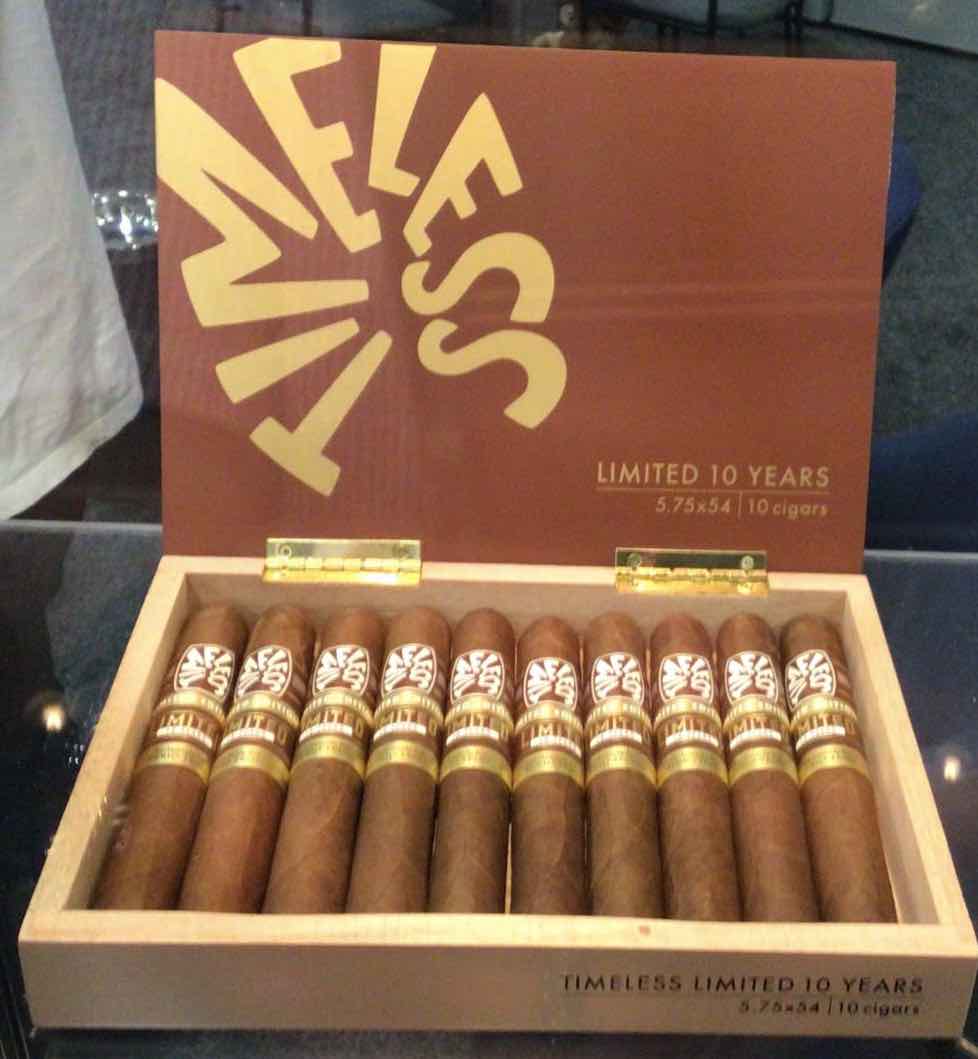 TIMELESS
LIMITED 10 YEARS
5.75x54 | 10 cigars
TIMELESS LIMITED 10 YEARS
5.75x54 | 10 cigars